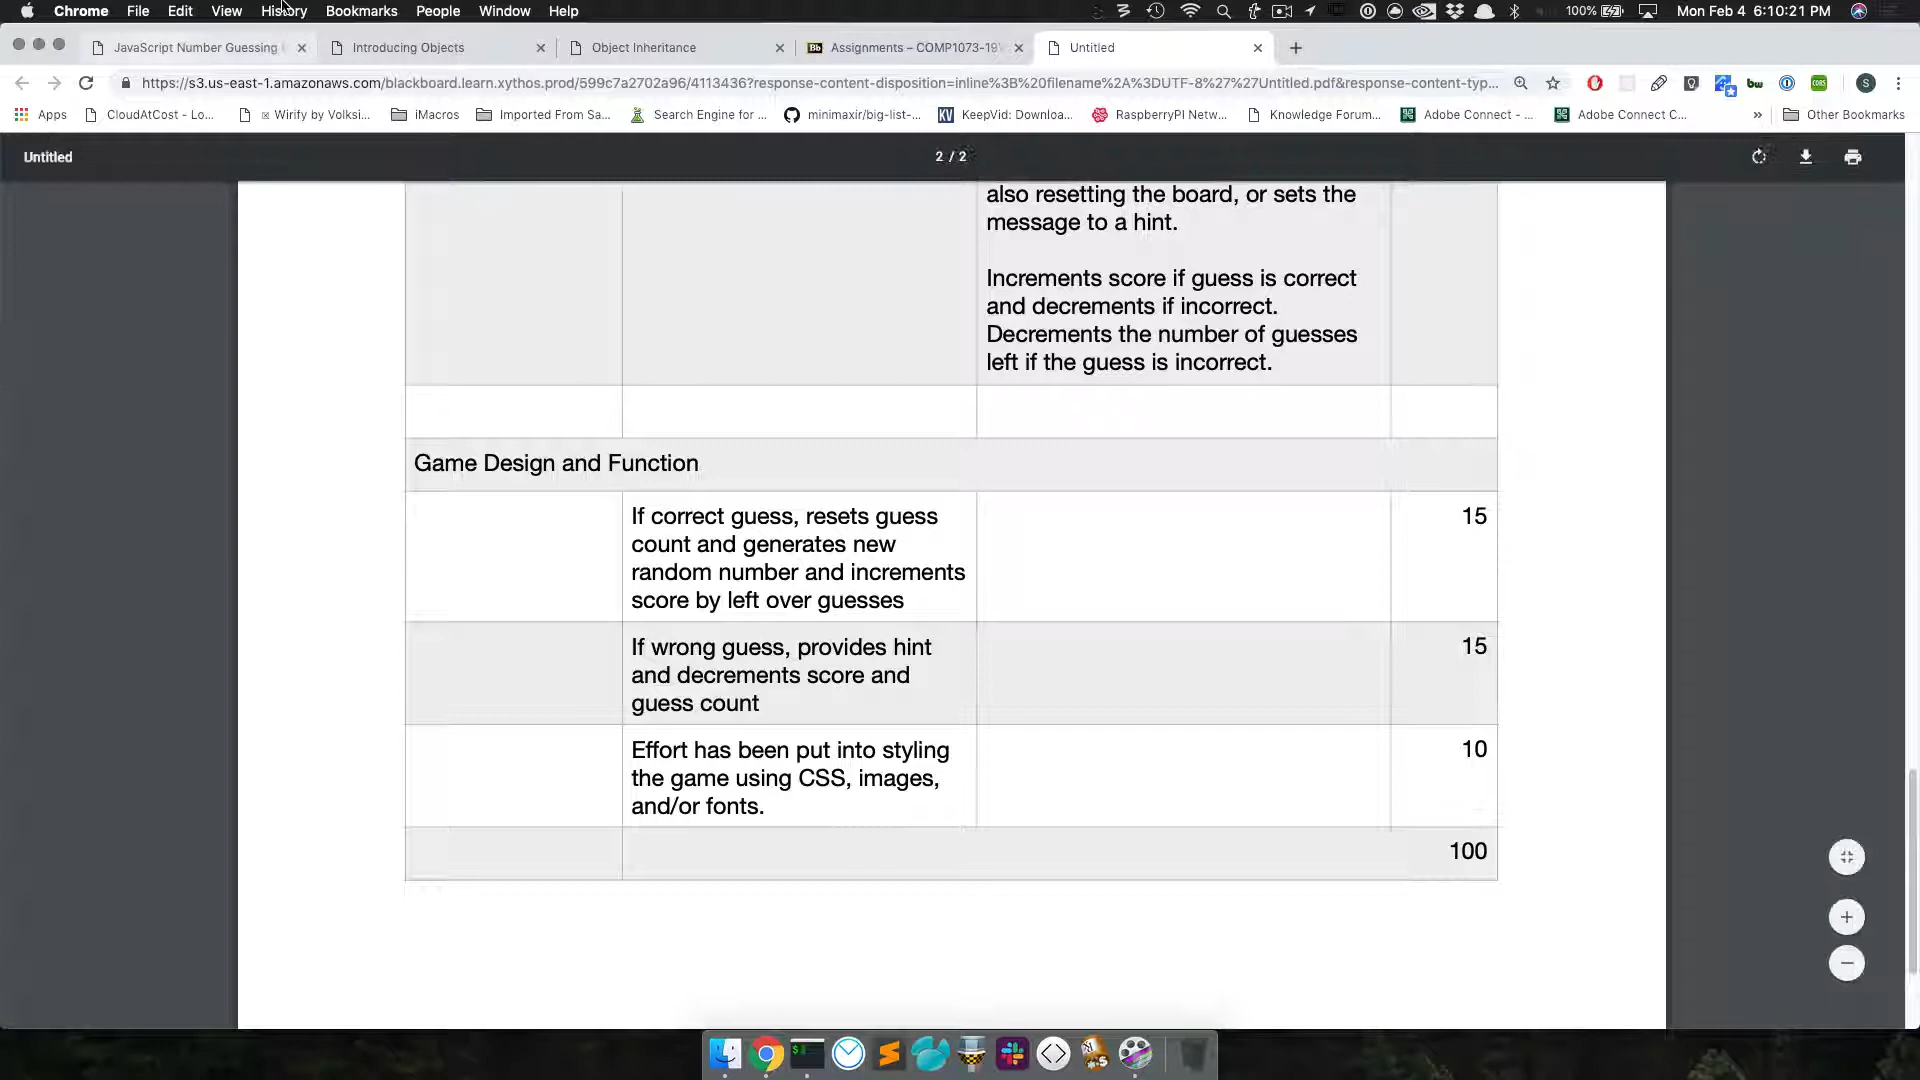 Chrome File Edit View History Bookmarks People Window Help 100% Mon Feb 4 6:10:21 PM
JavaScript Number Guessing Introducing Objects Object Inheritance Bb Assignments – COMP1073-19 Untitled
https://s3.us-east-1.amazonaws.com/blackboard.learn.xythos.prod/599c7a2702a96/4113436?response-content-disposition=inline%3B%20filename%2A%3DUTF-8%27%27Untitled.pdf&response-content-typ... bw CORS S
Apps CloudAtCost - Lo... Wirify by Volksi... iMacros Imported From Sa... Search Engine for ... minimaxir/big-list-... KV KeepVid: Downloa... RaspberryPI Netw... Knowledge Forum... Adobe Connect - ... Adobe Connect C... » Other Bookmarks
Untitled 2 / 2
also resetting the board, or sets the
message to a hint.
Increments score if guess is correct
and decrements if incorrect.
Decrements the number of guesses
left if the guess is incorrect.
Game Design and Function
If correct guess, resets guess 15
count and generates new
random number and increments
score by left over guesses
If wrong guess, provides hint 15
and decrements score and
guess count
Effort has been put into styling 10
the game using CSS, images,
and/or fonts.
100